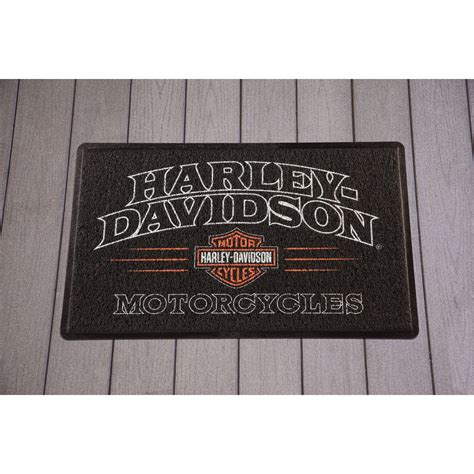 HARLEY-
DAVIDSON®
MOTOR
HARLEY-DAVIDSON
CYCLES
MOTORCYCLES